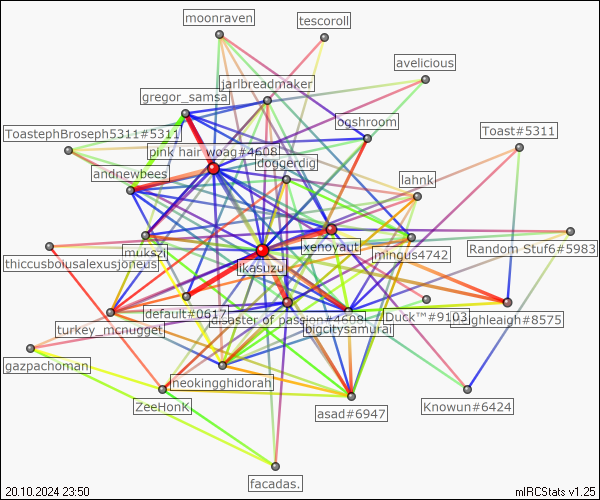 moonraven
tescoroll
avelicious
jarlbreadmaker
gregor_samsa
ogshroom
ToastephBroseph5311#5311
Toast#5311
pink hair woag#4608
doggerdig
andnewbees
lahnk
xenoyaut
mukszi
mingus4742
Random Stuf6#5983
thiccusboiusalexusjoneus
ikasuzu
default#0617
disaster of passion#4608
Duck™#9103
ighleaigh#8575
turkey_mcnugget
bigcitysamurai
gazpachoman
neokingghidorah
ZeeHonK
asad#6947
Knowun#6424
facadas.
20.10.2024 23:50
mIRCStats v1.25